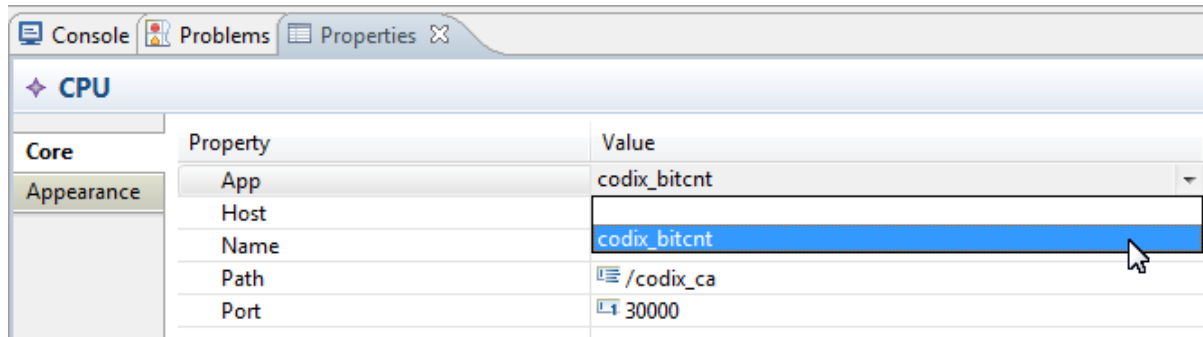 Console Problems Properties
CPU
Core
Appearance
Property Value
App codix_bitcnt
Host
Name codix_bitcnt
Path /codix_ca
Port 30000